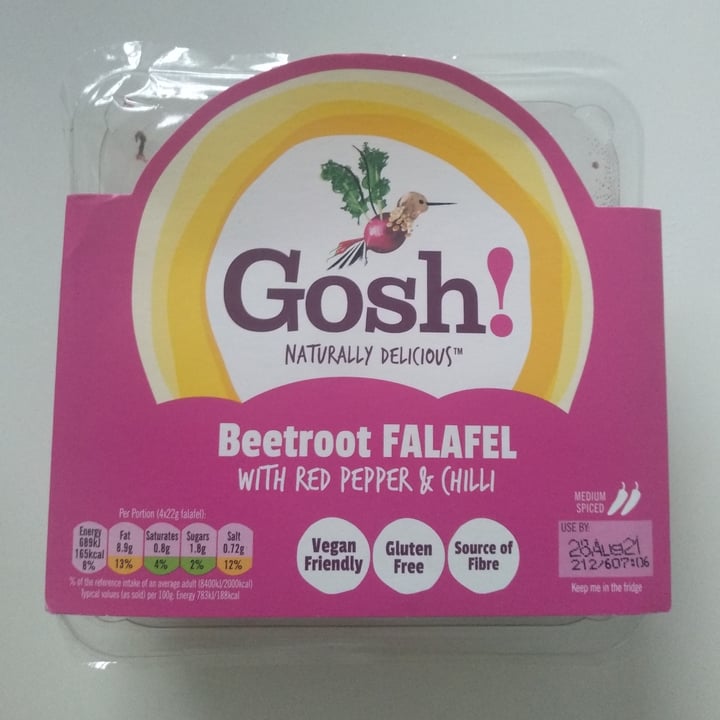 Gosh!
NATURALLY DELICIOUS™
Beetroot FALAFEL
WITH RED PEPPER & CHILLI
MEDIUM
SPICED
Per Portion (4x22g falafel):
Energy
689kJ
165kcal
8%
Fat
8.9g
13%
Saturates
0.8g
4%
Sugars
1.8g
2%
Salt
0.72g
12%
% of the reference intake of an average adult (8400kJ/2000kcal)
Typical values (as sold) per 100g: Energy 783kJ/188kcal
Vegan
Friendly
Gluten
Free
Source of
Fibre
USE BY:
28AUG21
Keep me in the fridge